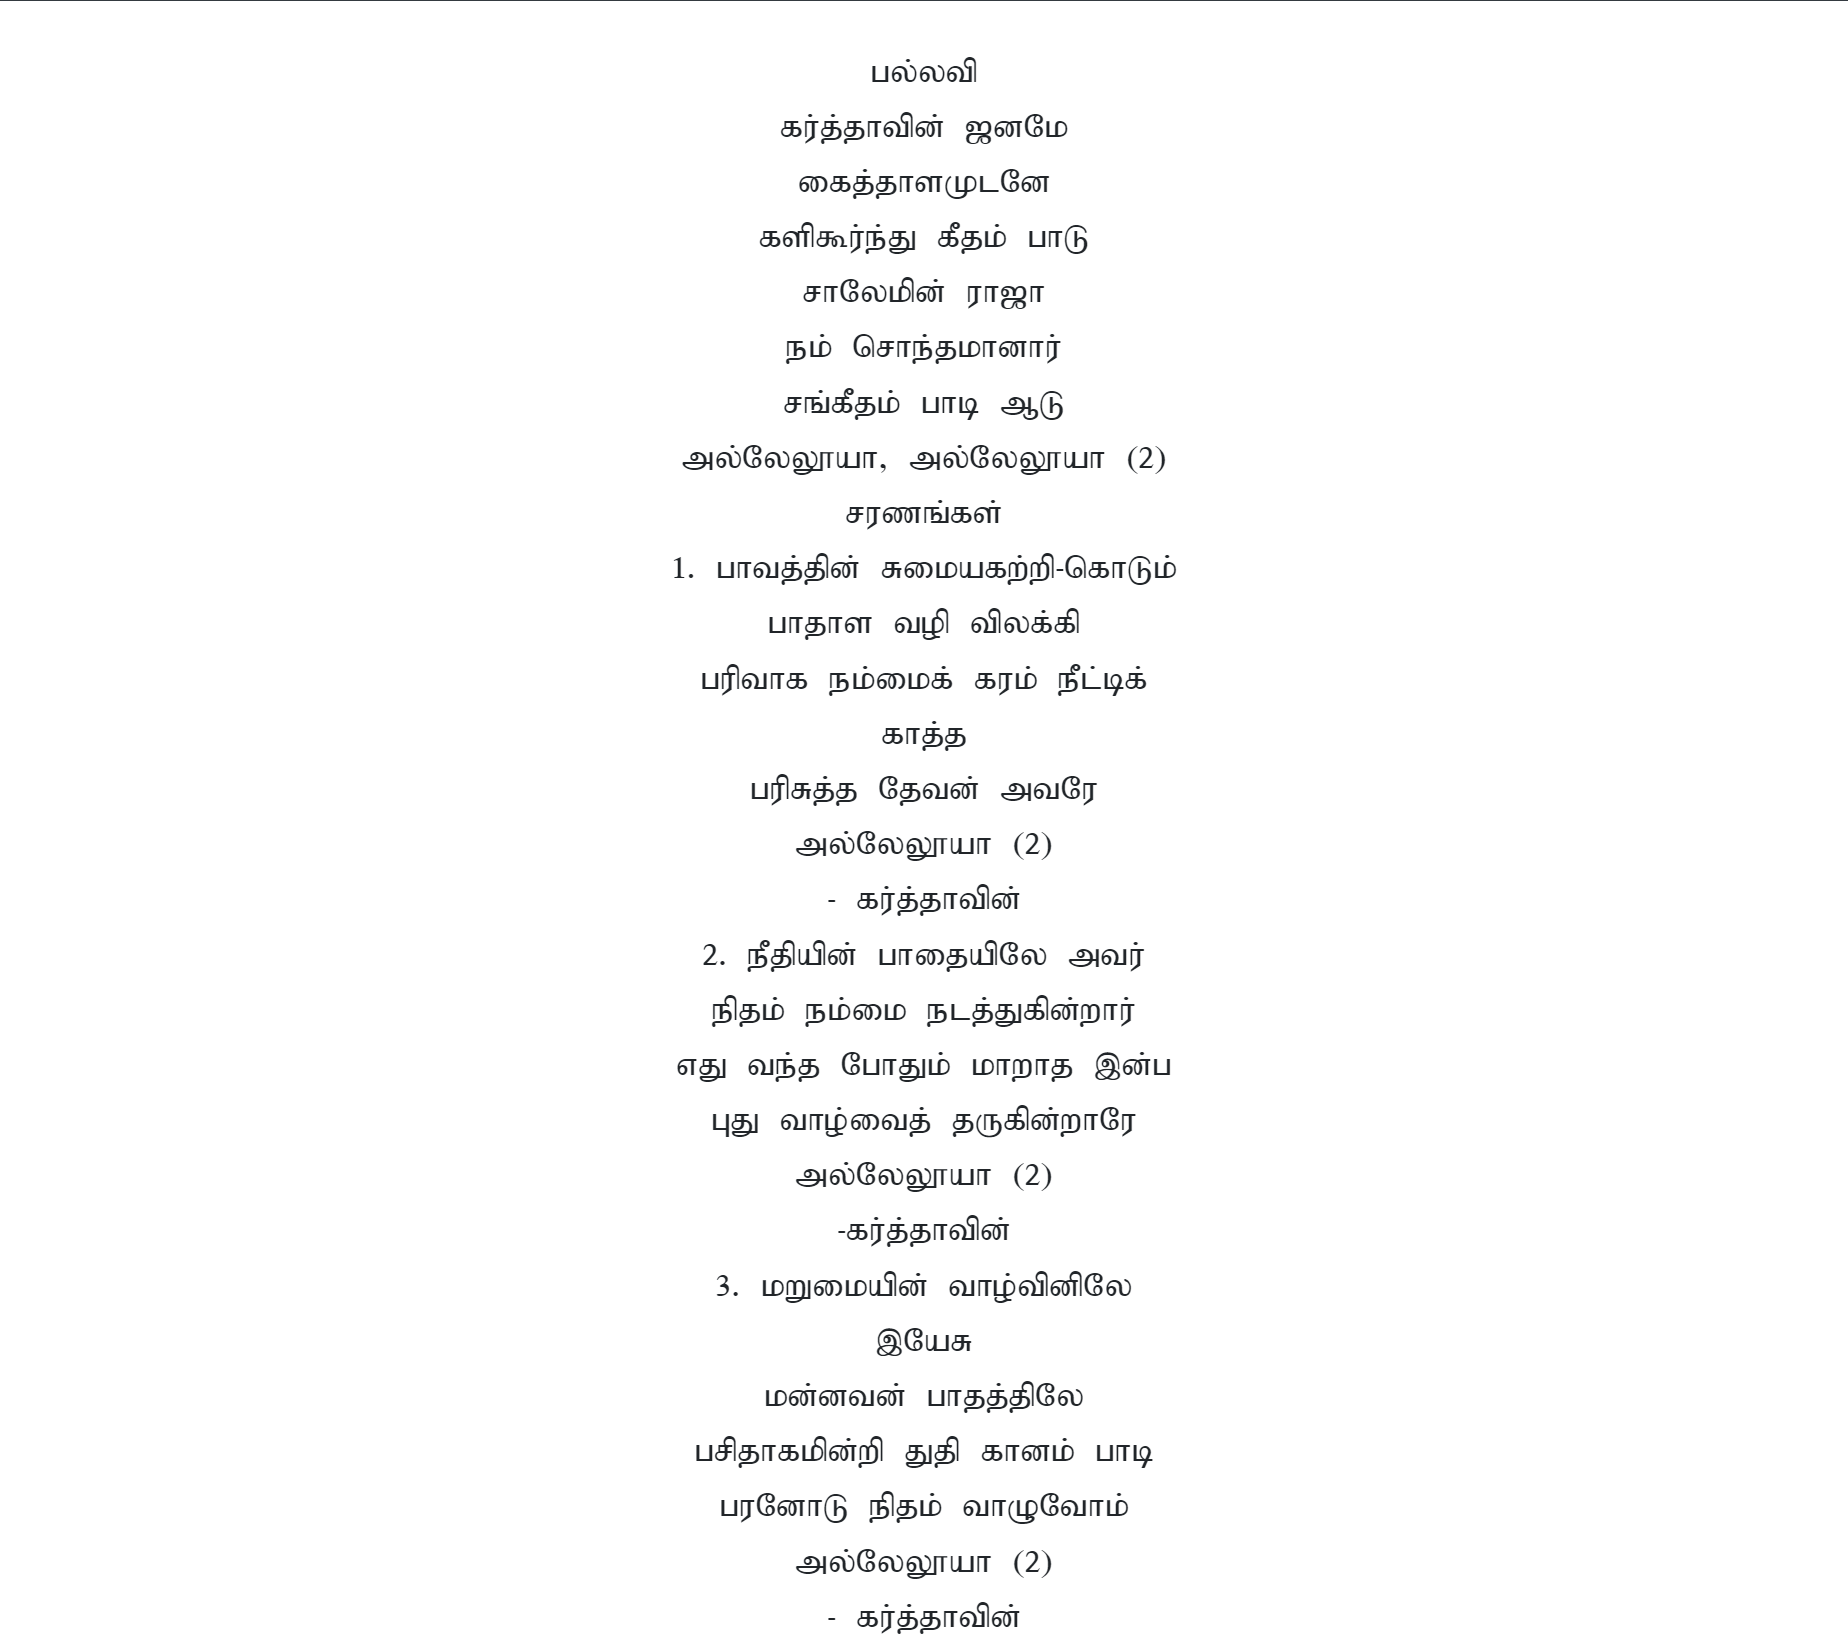 பல்லவி
கர்த்தாவின் ஜனமே
கைத்தாளமுடனே
களிகூர்ந்து கீதம் பாடு
சாலேமின் ராஜா
நம் சொந்தமானார்
சங்கீதம் பாடி ஆடு
அல்லேலூயா, அல்லேலூயா (2)
சரணங்கள்
1. பாவத்தின் சுமையகற்றி-கொடும்
பாதாள வழி விலக்கி
பரிவாக நம்மைக் கரம் நீட்டிக்
காத்த
பரிசுத்த தேவன் அவரே
அல்லேலூயா (2)
- கர்த்தாவின்
2. நீதியின் பாதையிலே அவர்
நிதம் நம்மை நடத்துகின்றார்
எது வந்த போதும் மாறாத இன்ப
புது வாழ்வைத் தருகின்றாரே
அல்லேலூயா (2)
-கர்த்தாவின்
3. மறுமையின் வாழ்வினிலே
இயேசு
மன்னவன் பாதத்திலே
பசிதாகமின்றி துதி கானம் பாடி
பரனோடு நிதம் வாழுவோம்
அல்லேலூயா (2)
- கர்த்தாவின்